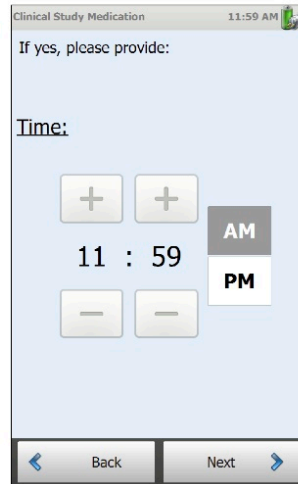 Clinical Study Medication 11:59 AM
If yes, please provide:
Time:
+ +
AM
11 : 59
PM
− −
Back Next